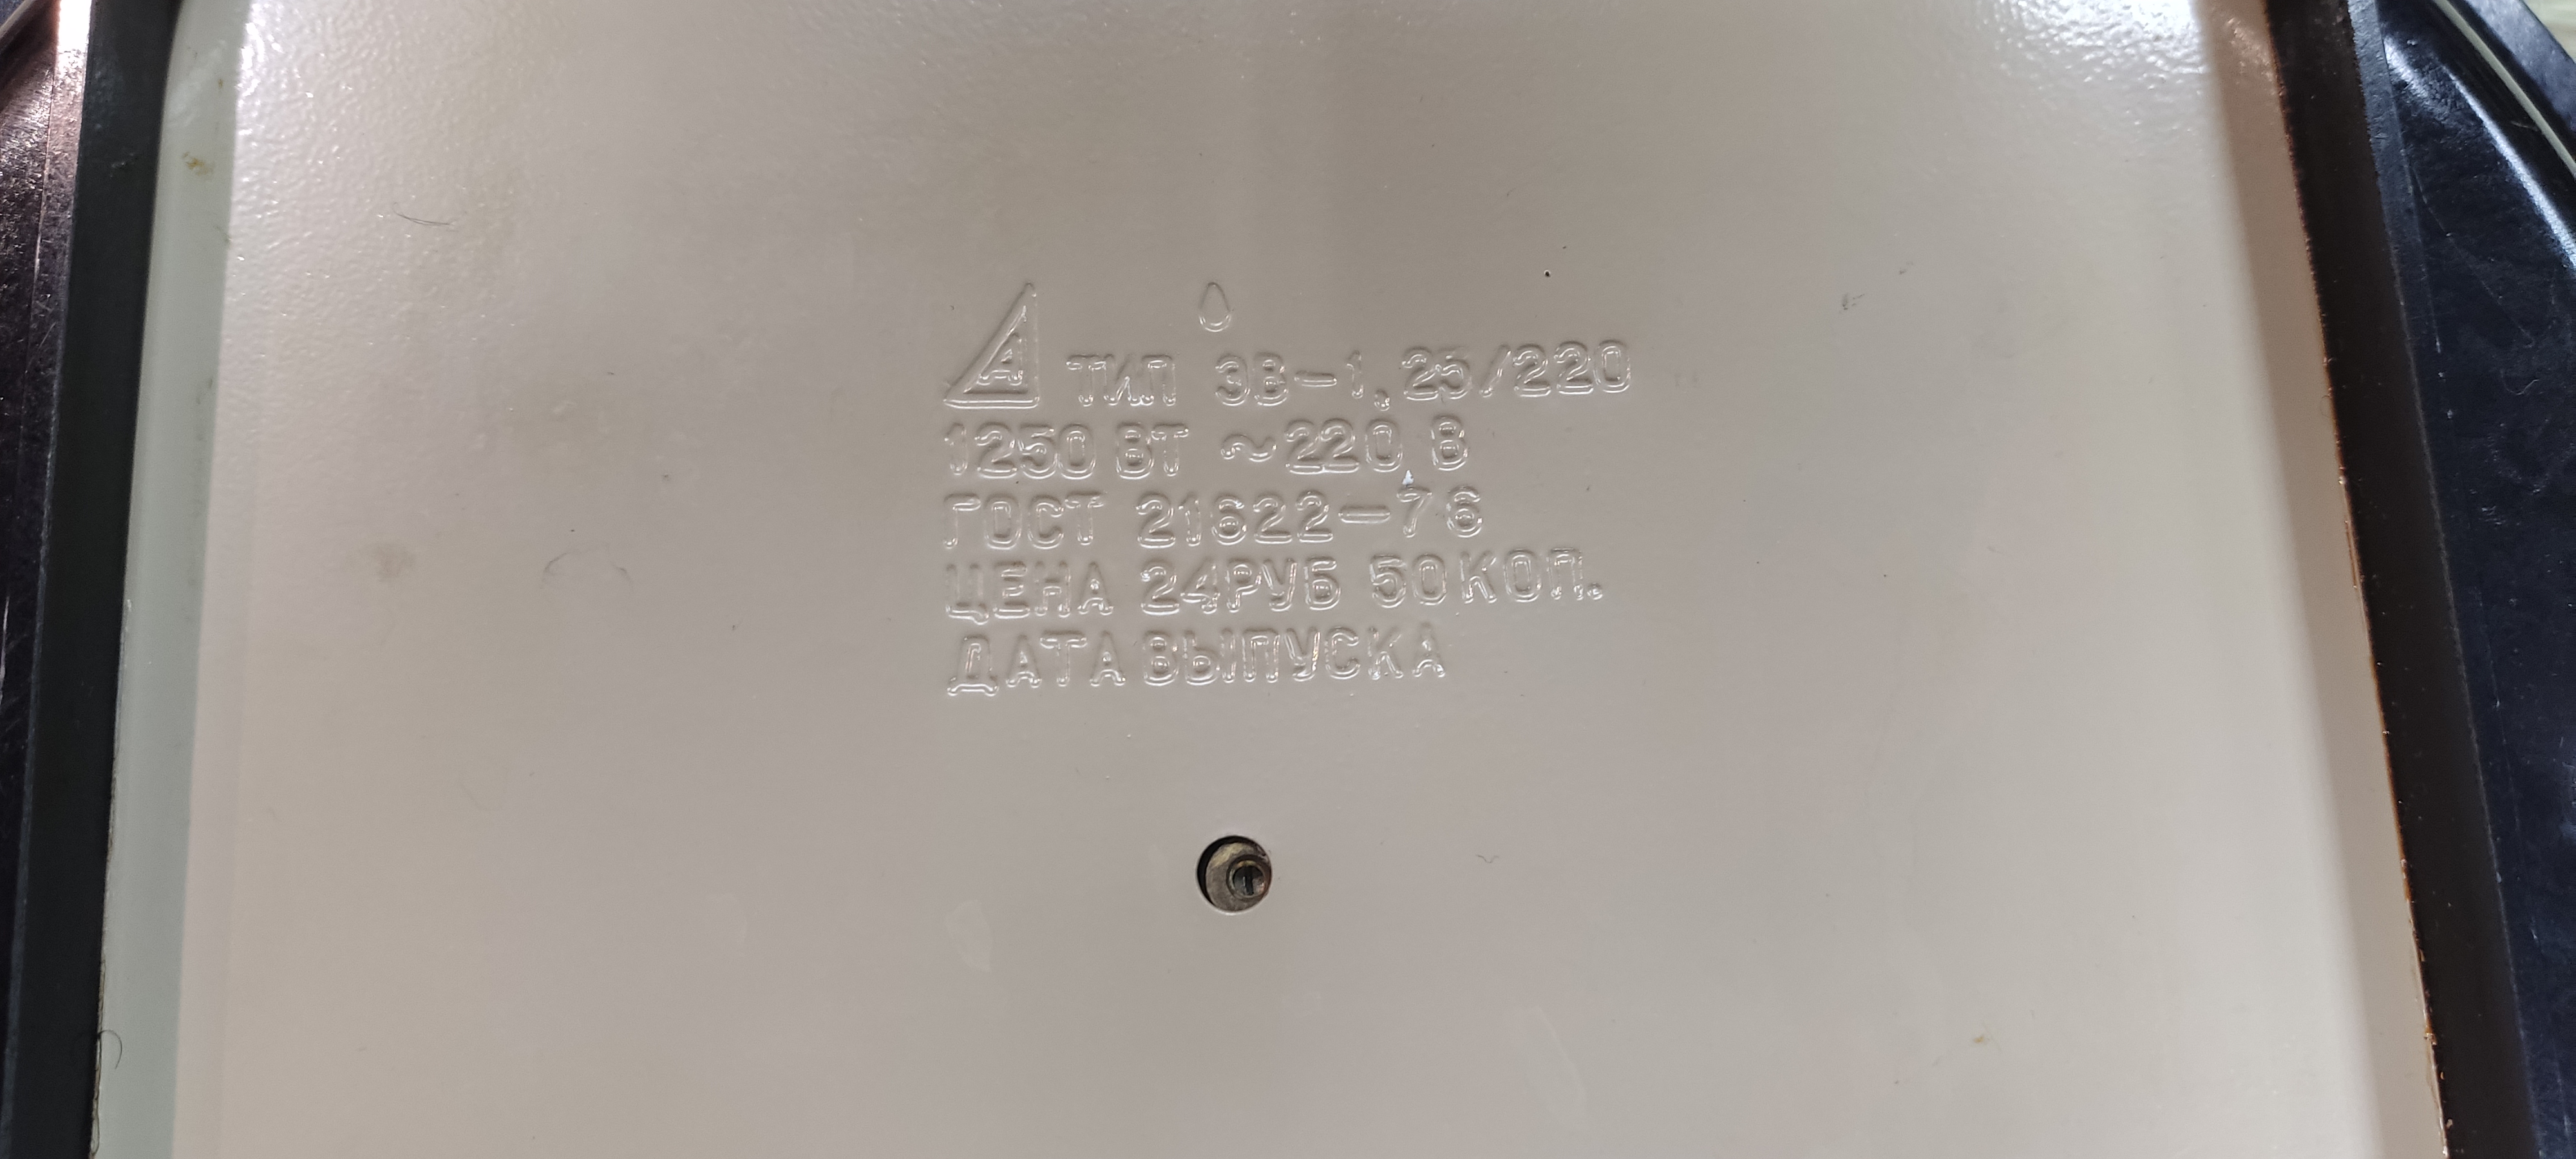 А ТИП ЭВ-1,25/220
1250 ВТ ~220 В
ГОСТ 21622-76
ЦЕНА 24РУБ 50КОП.
ДАТА ВЫПУСКА